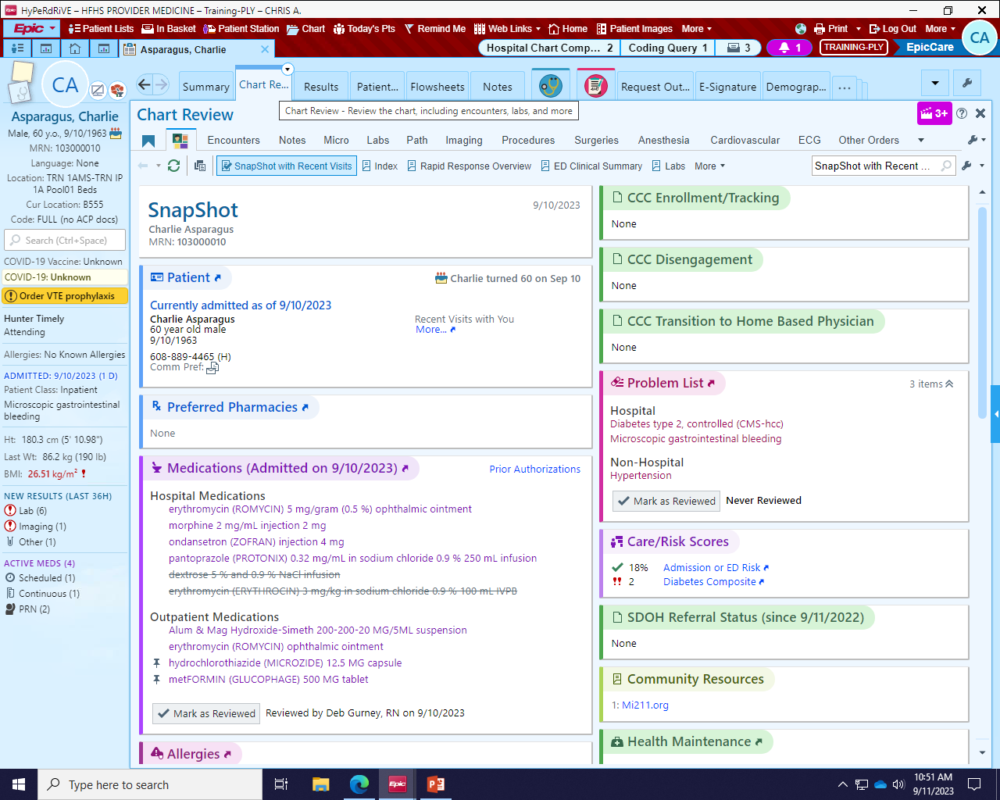 HyPeRdRiVE – HFHS PROVIDER MEDICINE – Training-PLY – CHRIS A.
Epic Patient Lists In Basket Patient Station Chart Today's Pts Remind Me Web Links Home Patient Images More Print Log Out More
Asparagus, Charlie Hospital Chart Comp... 2 Coding Query 1 3 1 TRAINING-PLY EpicCare CA
CA
Summary Chart Re... Results Patient... Flowsheets Notes Request Out... E-Signature Demograp... ...
Chart Review - Review the chart, including encounters, labs, and more
Asparagus, Charlie
Male, 60 y.o., 9/10/1963
MRN: 103000010
Language: None
Location: TRN 1AMS-TRN IP
1A Pool01 Beds
Cur Location: B555
Code: FULL (no ACP docs)
Search (Ctrl+Space)
COVID-19 Vaccine: Unknown
COVID-19: Unknown
Order VTE prophylaxis
Hunter Timely
Attending
Allergies: No Known Allergies
ADMITTED: 9/10/2023 (1 D)
Patient Class: Inpatient
Microscopic gastrointestinal
bleeding
Ht: 180.3 cm (5' 10.98")
Last Wt: 86.2 kg (190 lb)
BMI: 26.51 kg/m² !
NEW RESULTS (LAST 36H)
Lab (6)
Imaging (1)
Other (1)
ACTIVE MEDS (4)
Scheduled (1)
Continuous (1)
PRN (2)
Chart Review
3+
Encounters Notes Micro Labs Path Imaging Procedures Surgeries Anesthesia Cardiovascular ECG Other Orders
SnapShot with Recent Visits Index Rapid Response Overview ED Clinical Summary Labs More SnapShot with Recent ...
SnapShot
9/10/2023
Charlie Asparagus
MRN: 103000010
Patient
Charlie turned 60 on Sep 10
Currently admitted as of 9/10/2023
Charlie Asparagus
60 year old male
9/10/1963
608-889-4465 (H)
Comm Pref:
Recent Visits with You
More...
Preferred Pharmacies
None
Medications (Admitted on 9/10/2023)
Prior Authorizations
Hospital Medications
erythromycin (ROMYCIN) 5 mg/gram (0.5 %) ophthalmic ointment
morphine 2 mg/mL injection 2 mg
ondansetron (ZOFRAN) injection 4 mg
pantoprazole (PROTONIX) 0.32 mg/mL in sodium chloride 0.9 % 250 mL infusion
dextrose 5 % and 0.9 % NaCl infusion
erythromycin (ERYTHROCIN) 3 mg/kg in sodium chloride 0.9 % 100 mL IVPB
Outpatient Medications
Alum & Mag Hydroxide-Simeth 200-200-20 MG/5ML suspension
erythromycin (ROMYCIN) ophthalmic ointment
hydrochlorothiazide (MICROZIDE) 12.5 MG capsule
metFORMIN (GLUCOPHAGE) 500 MG tablet
Mark as Reviewed Reviewed by Deb Gurney, RN on 9/10/2023
Allergies
CCC Enrollment/Tracking
None
CCC Disengagement
None
CCC Transition to Home Based Physician
None
Problem List
3 items
Hospital
Diabetes type 2, controlled (CMS-hcc)
Microscopic gastrointestinal bleeding
Non-Hospital
Hypertension
Mark as Reviewed Never Reviewed
Care/Risk Scores
18% Admission or ED Risk
!! 2 Diabetes Composite
SDOH Referral Status (since 9/11/2022)
None
Community Resources
1: Mi211.org
Health Maintenance
Type here to search
Epic
10:51 AM
9/11/2023